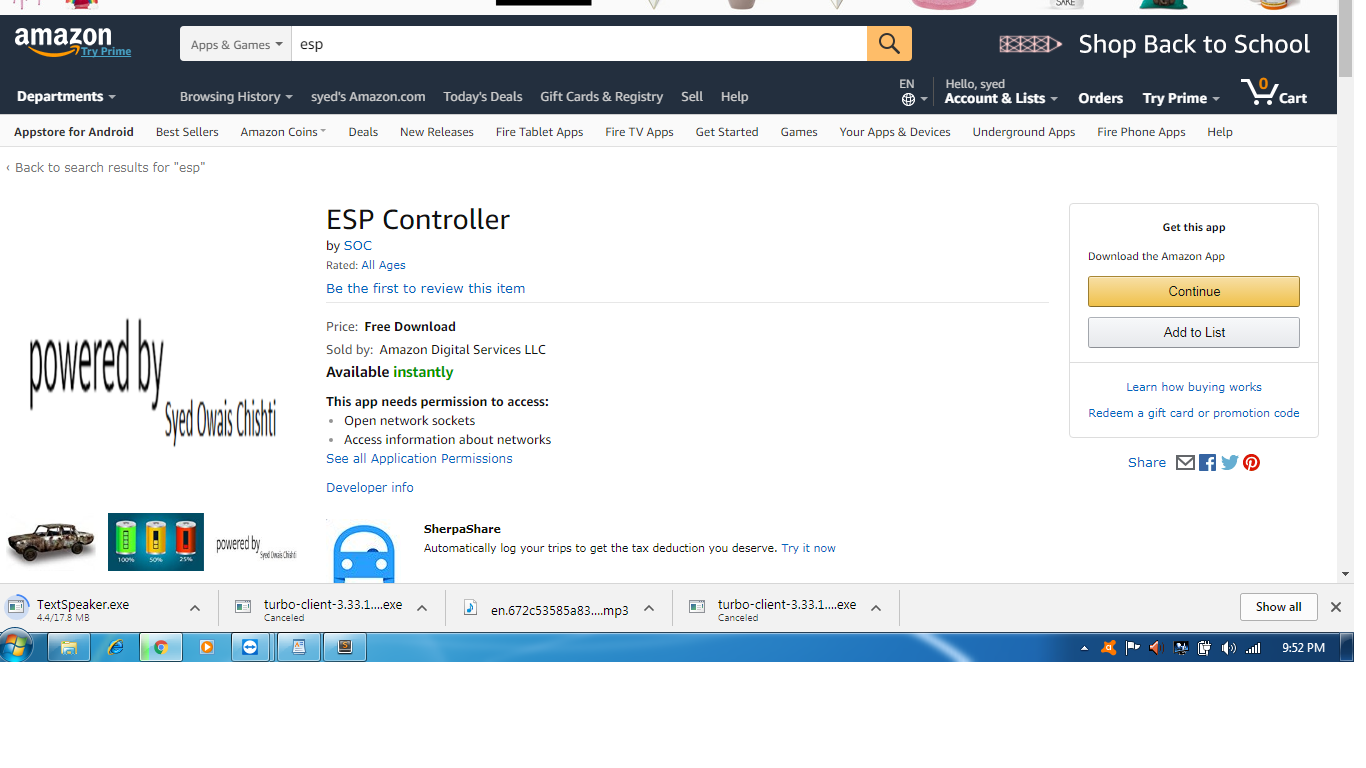 SAKE
amazon
Try Prime
Apps & Games
esp
Shop Back to School
Departments
Browsing History
syed's Amazon.com
Today's Deals
Gift Cards & Registry
Sell
Help
EN
Hello, syed
Account & Lists
Orders
Try Prime
0
Cart
Appstore for Android
Best Sellers
Amazon Coins
Deals
New Releases
Fire Tablet Apps
Fire TV Apps
Get Started
Games
Your Apps & Devices
Underground Apps
Fire Phone Apps
Help
‹ Back to search results for "esp"
powered by
Syed Owais Chishti
100%
50%
25%
powered by
Syed Owais Chishti
ESP Controller
by SOC
Rated: All Ages
Be the first to review this item
Price: Free Download
Sold by: Amazon Digital Services LLC
Available instantly
This app needs permission to access:
• Open network sockets
• Access information about networks
See all Application Permissions
Developer info
SherpaShare
Automatically log your trips to get the tax deduction you deserve. Try it now
Get this app
Download the Amazon App
Continue
Add to List
Learn how buying works
Redeem a gift card or promotion code
Share
TextSpeaker.exe
4.4/17.8 MB
turbo-client-3.33.1....exe
Canceled
en.672c53585a83....mp3
turbo-client-3.33.1....exe
Canceled
Show all
9:52 PM